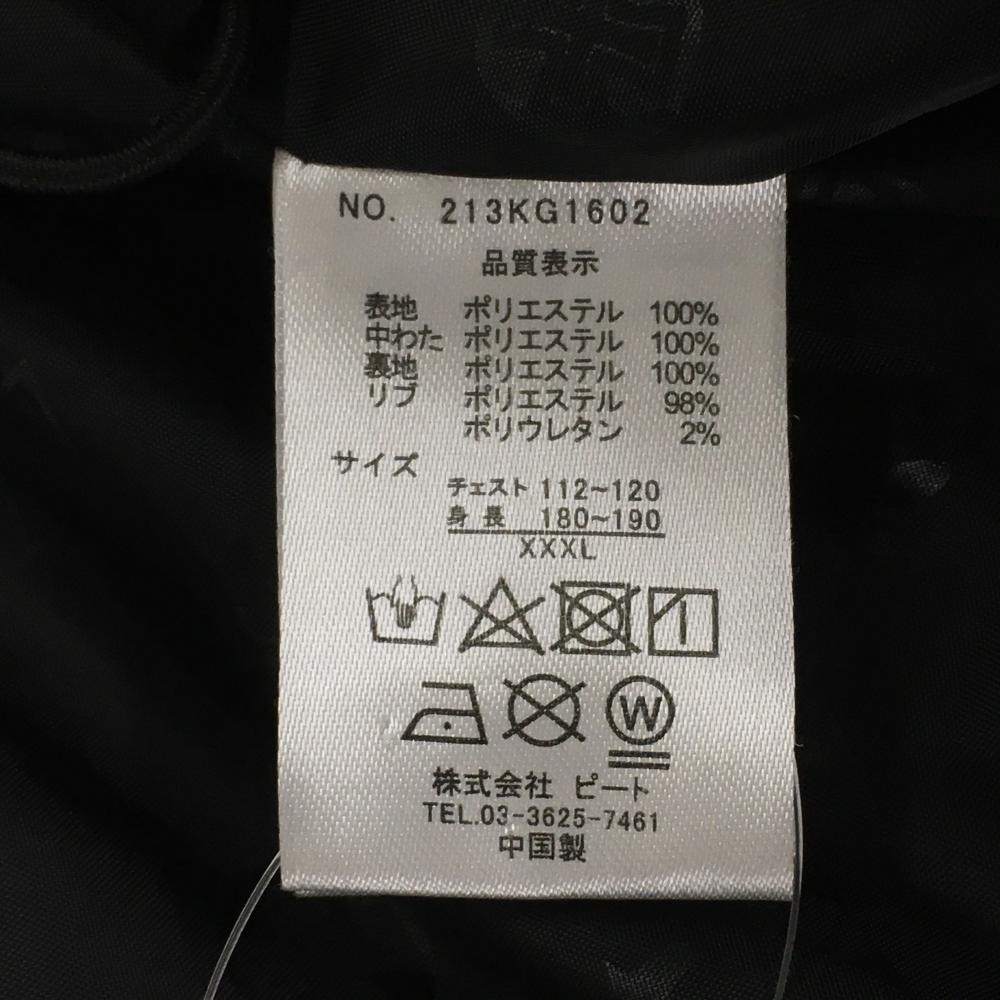 NO. 213KG1602
品質表示
表地 ポリエステル 100%
中わた ポリエステル 100%
裏地 ポリエステル 100%
リブ ポリエステル 98%
ポリウレタン 2%
サイズ
チェスト 112~120
身長 180~190
XXXL
W
株式会社 ピート
TEL.03-3625-7461
中国製